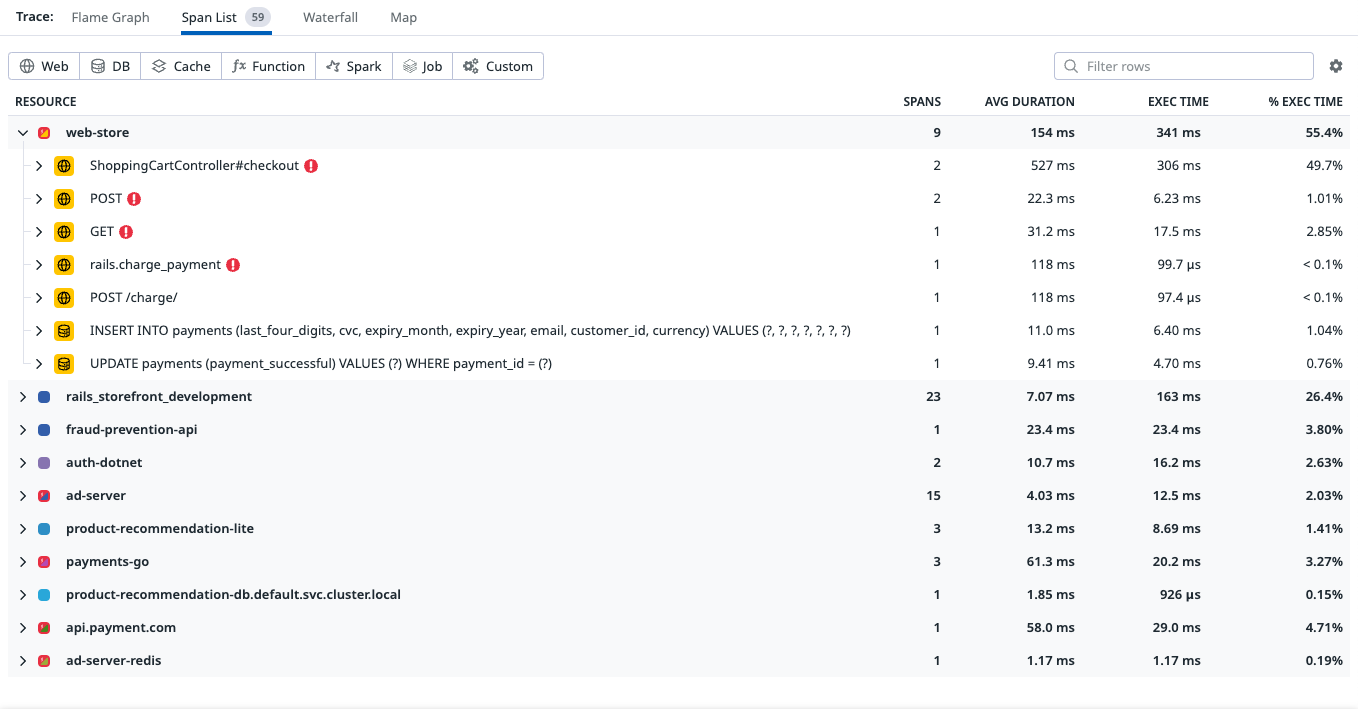 Trace: Flame Graph Span List 59 Waterfall Map
Web DB Cache Function Spark Job Custom Filter rows
RESOURCE SPANS AVG DURATION EXEC TIME % EXEC TIME
web-store 9 154 ms 341 ms 55.4%
ShoppingCartController#checkout 2 527 ms 306 ms 49.7%
POST 2 22.3 ms 6.23 ms 1.01%
GET 1 31.2 ms 17.5 ms 2.85%
rails.charge_payment 1 118 ms 99.7 µs < 0.1%
POST /charge/ 1 118 ms 97.4 µs < 0.1%
INSERT INTO payments (last_four_digits, cvc, expiry_month, expiry_year, email, customer_id, currency) VALUES (?, ?, ?, ?, ?, ?, ?) 1 11.0 ms 6.40 ms 1.04%
UPDATE payments (payment_successful) VALUES (?) WHERE payment_id = (?) 1 9.41 ms 4.70 ms 0.76%
rails_storefront_development 23 7.07 ms 163 ms 26.4%
fraud-prevention-api 1 23.4 ms 23.4 ms 3.80%
auth-dotnet 2 10.7 ms 16.2 ms 2.63%
ad-server 15 4.03 ms 12.5 ms 2.03%
product-recommendation-lite 3 13.2 ms 8.69 ms 1.41%
payments-go 3 61.3 ms 20.2 ms 3.27%
product-recommendation-db.default.svc.cluster.local 1 1.85 ms 926 µs 0.15%
api.payment.com 1 58.0 ms 29.0 ms 4.71%
ad-server-redis 1 1.17 ms 1.17 ms 0.19%